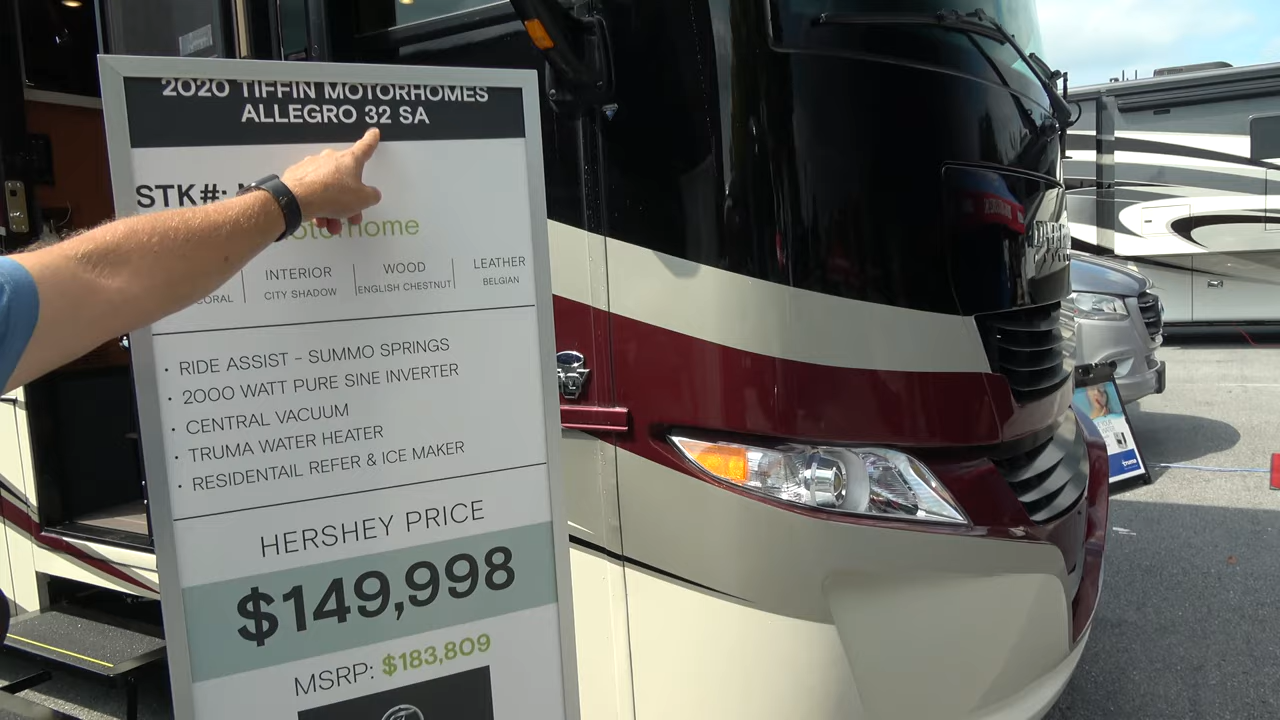 2020 TIFFIN MOTORHOMES
ALLEGRO 32 SA
STK#:
CORAL
INTERIOR
CITY SHADOW
WOOD
ENGLISH CHESTNUT
LEATHER
BELGIAN
• RIDE ASSIST - SUMMO SPRINGS
• 2000 WATT PURE SINE INVERTER
• CENTRAL VACUUM
• TRUMA WATER HEATER
• RESIDENTAIL REFER & ICE MAKER
HERSHEY PRICE
$149,998
MSRP: $183,809